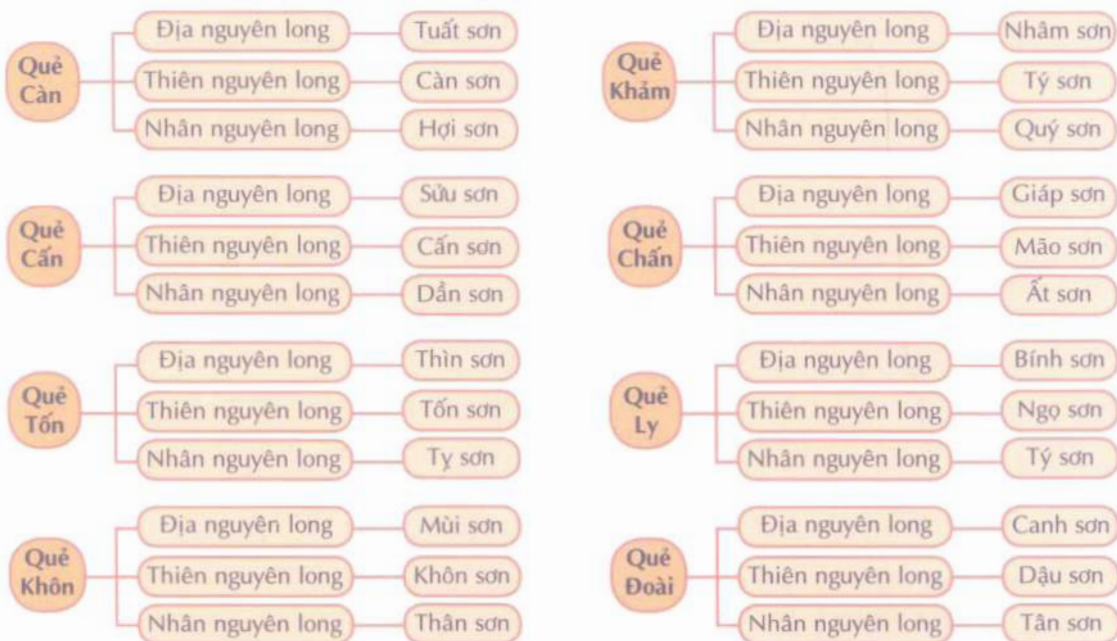 Quẻ
Càn
Địa nguyên long
Tuất sơn
Thiên nguyên long
Càn sơn
Nhân nguyên long
Hợi sơn
Quẻ
Khảm
Địa nguyên long
Nhâm sơn
Thiên nguyên long
Tý sơn
Nhân nguyên long
Quý sơn
Quẻ
Cấn
Địa nguyên long
Sửu sơn
Thiên nguyên long
Cấn sơn
Nhân nguyên long
Dần sơn
Quẻ
Chấn
Địa nguyên long
Giáp sơn
Thiên nguyên long
Mão sơn
Nhân nguyên long
Ất sơn
Quẻ
Tốn
Địa nguyên long
Thìn sơn
Thiên nguyên long
Tốn sơn
Nhân nguyên long
Tỵ sơn
Quẻ
Ly
Địa nguyên long
Bính sơn
Thiên nguyên long
Ngọ sơn
Nhân nguyên long
Tý sơn
Quẻ
Khôn
Địa nguyên long
Mùi sơn
Thiên nguyên long
Khôn sơn
Nhân nguyên long
Thân sơn
Quẻ
Đoài
Địa nguyên long
Canh sơn
Thiên nguyên long
Dậu sơn
Nhân nguyên long
Tân sơn